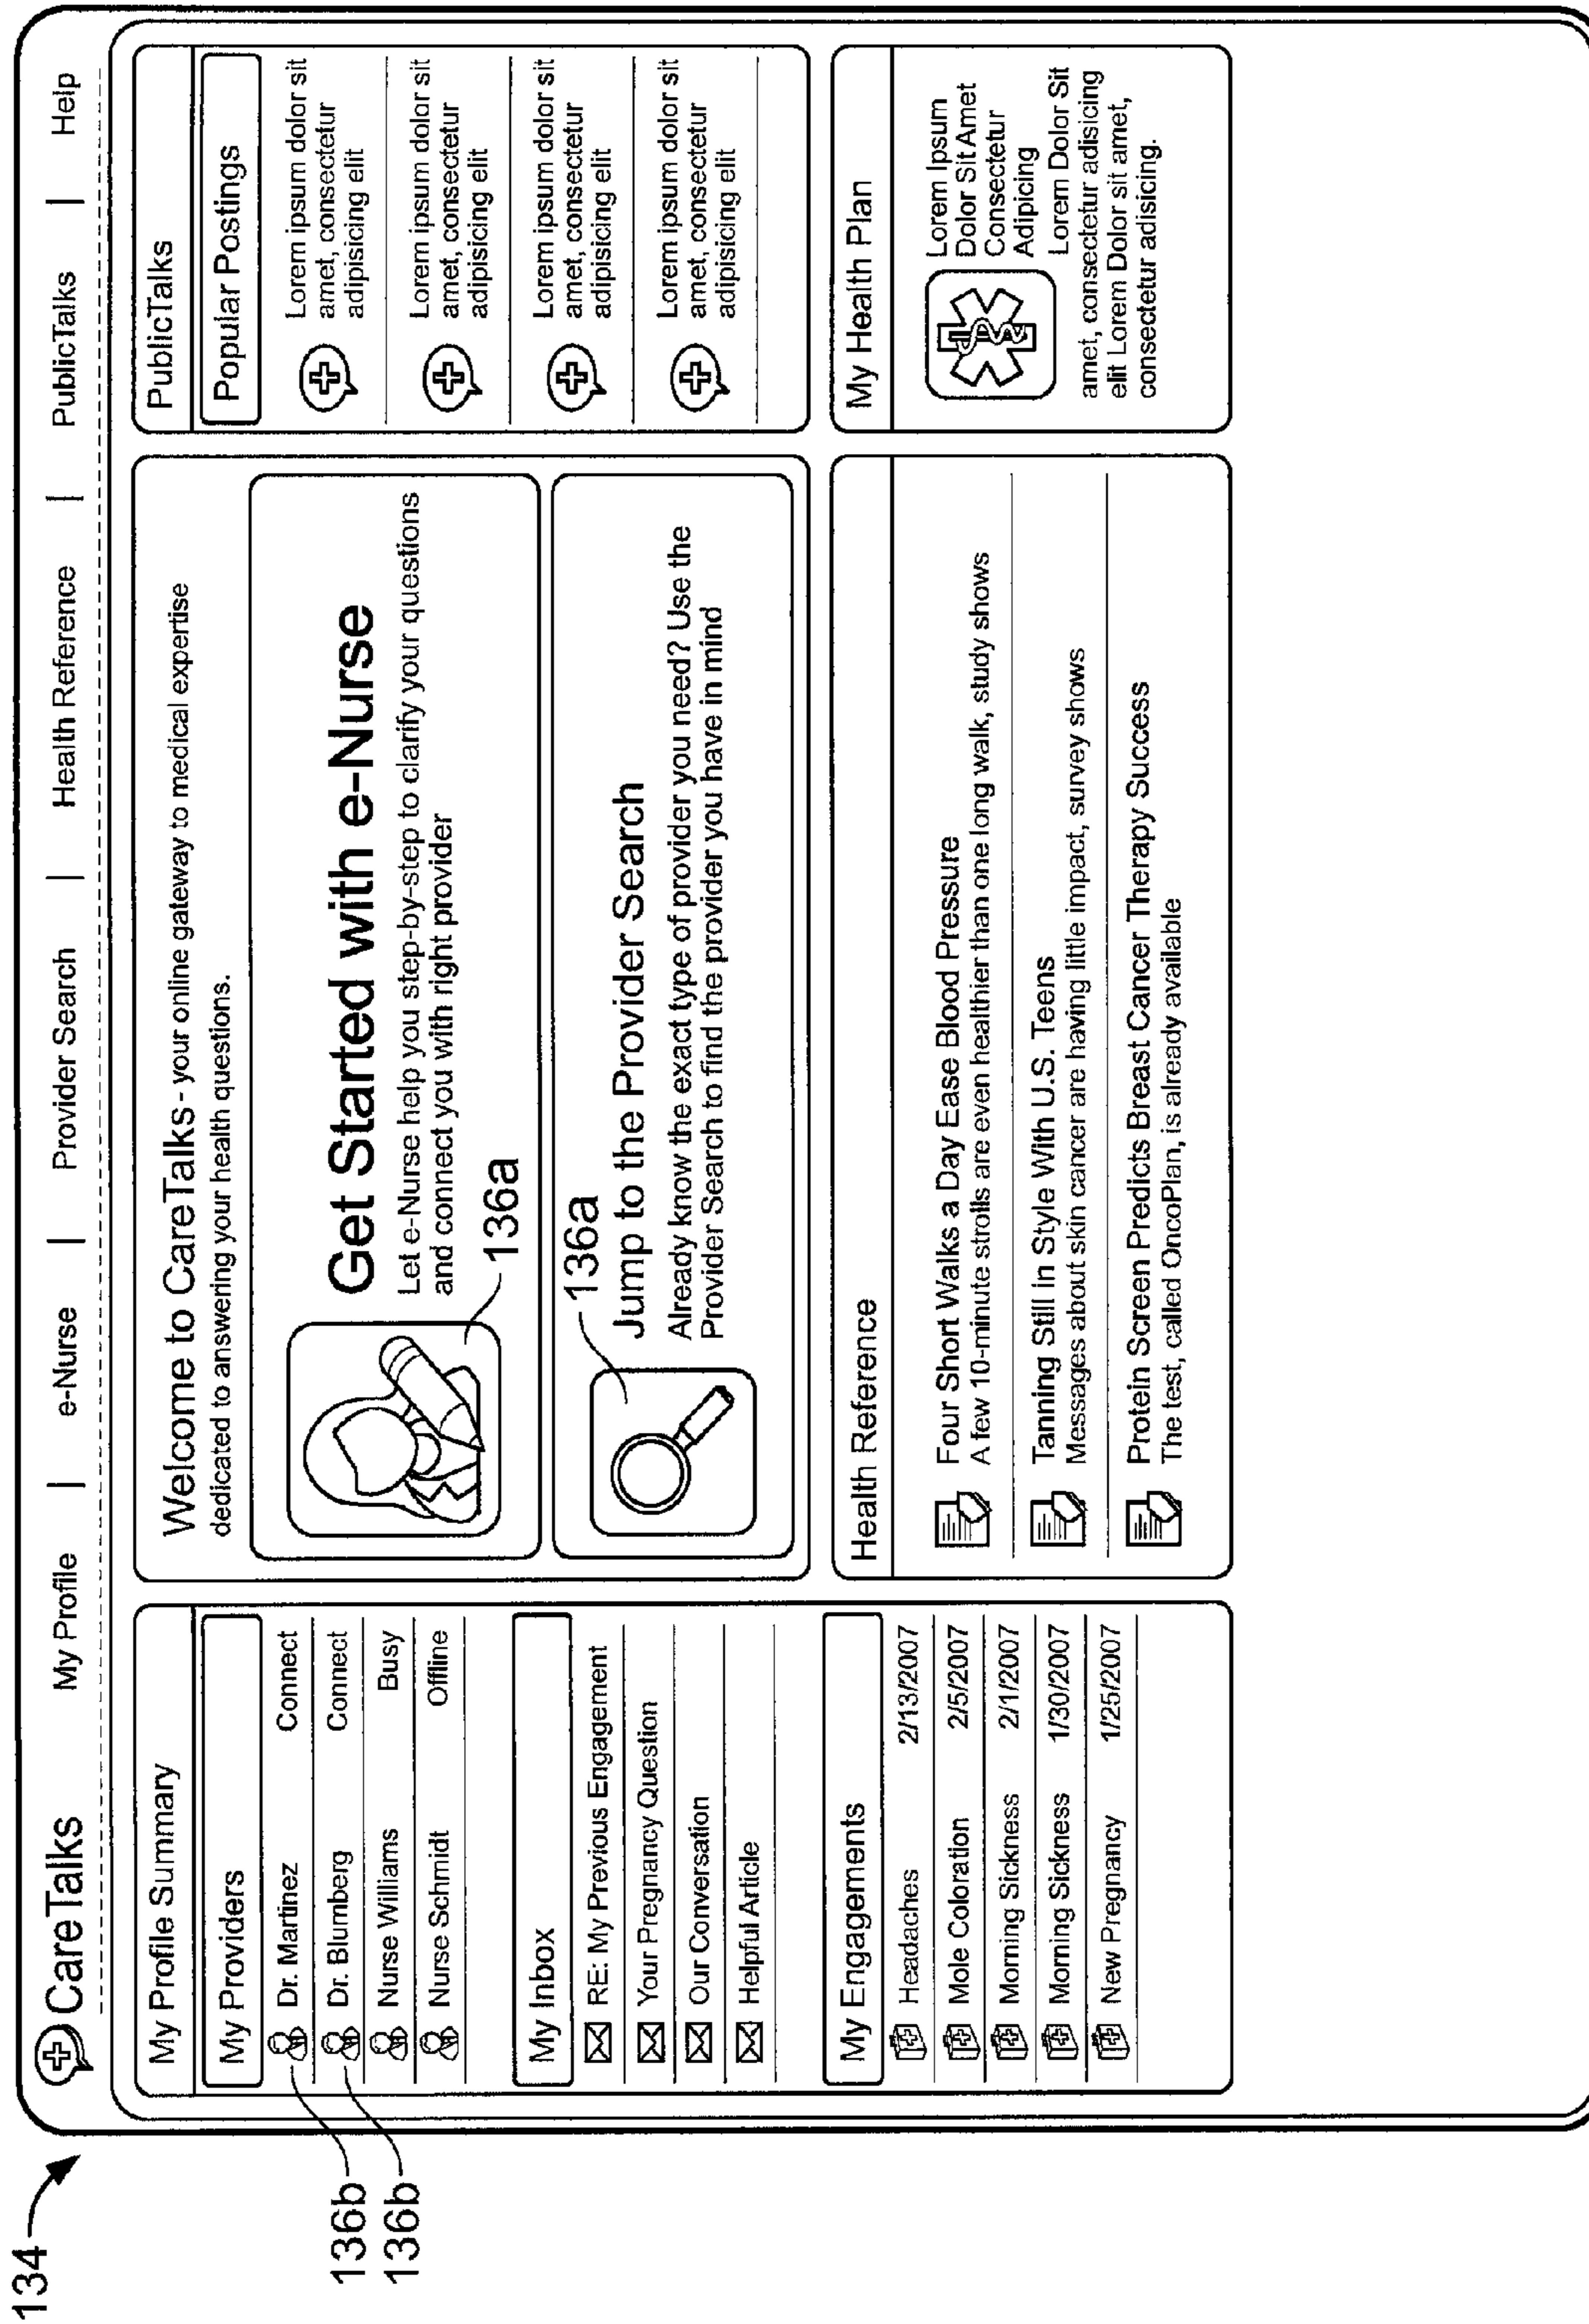 134
CareTalks
My Profile | e-Nurse | Provider Search | Health Reference | PublicTalks | Help
My Profile Summary
My Providers
Dr. Martinez Connect
Dr. Blumberg Connect
Nurse Williams Busy
Nurse Schmidt Offline
136b
136b
My Inbox
RE: My Previous Engagement
Your Pregnancy Question
Our Conversation
Helpful Article
My Engagements
Headaches 2/13/2007
Mole Coloration 2/5/2007
Morning Sickness 2/1/2007
Morning Sickness 1/30/2007
New Pregnancy 1/25/2007
Welcome to CareTalks - your online gateway to medical expertise
dedicated to answering your health questions.
Get Started with e-Nurse
Let e-Nurse help you step-by-step to clarify your questions
and connect you with right provider
136a
136a
Jump to the Provider Search
Already know the exact type of provider you need? Use the
Provider Search to find the provider you have in mind
Health Reference
Four Short Walks a Day Ease Blood Pressure
A few 10-minute strolls are even healthier than one long walk, study shows
Tanning Still in Style With U.S. Teens
Messages about skin cancer are having little impact, survey shows
Protein Screen Predicts Breast Cancer Therapy Success
The test, called OncoPlan, is already available
PublicTalks
Popular Postings
Lorem ipsum dolor sit
amet, consectetur
adipisicing elit
Lorem ipsum dolor sit
amet, consectetur
adipisicing elit
Lorem ipsum dolor sit
amet, consectetur
adipisicing elit
Lorem ipsum dolor sit
amet, consectetur
adipisicing elit
My Health Plan
Lorem Ipsum
Dolor Sit Amet
Consectetur
Adipicing
Lorem Dolor Sit
amet, consectetur adisicing
elit Lorem Dolor sit amet,
consectetur adisicing.